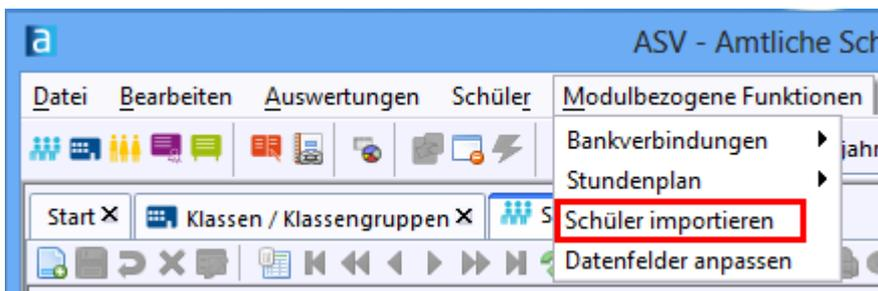 a ASV - Amtliche Sch
Datei Bearbeiten Auswertungen Schüler Modulbezogene Funktionen
Bankverbindungen
Stundenplan
Start Klassen / Klassengruppen S
Schüler importieren
Datenfelder anpassen